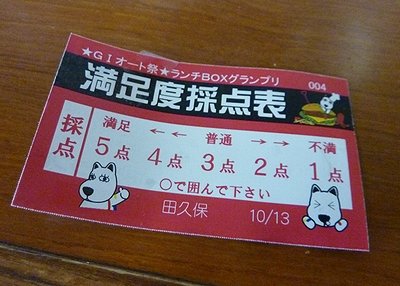 ★GIオート祭★ランチBOXグランプリ
004
満足度採点表
採点
満足 ←← 普通 →→ 不満
5点 4点 3点 2点 1点
○で囲んで下さい
田久保 10/13